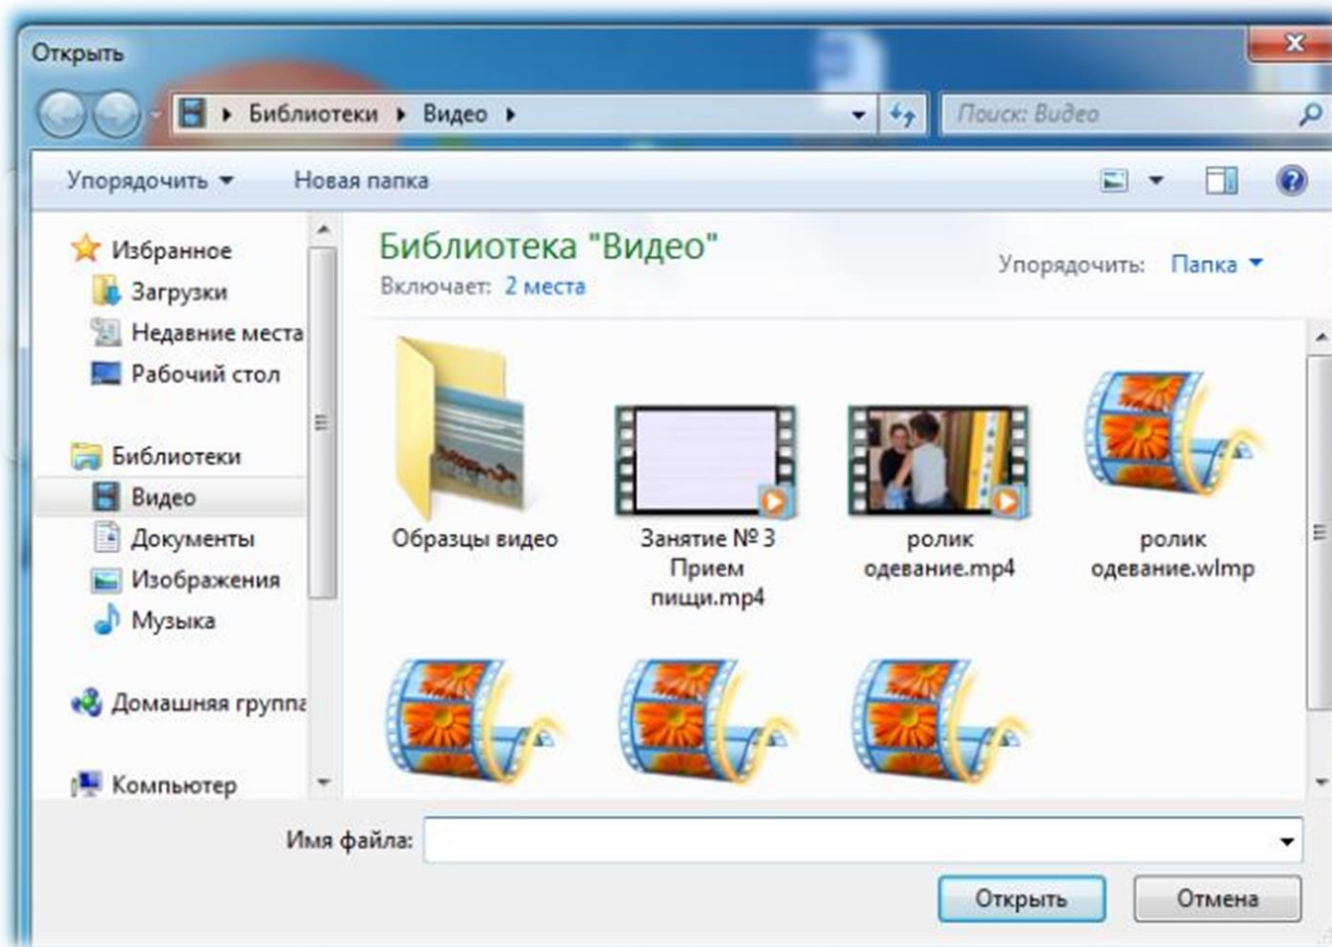 Открыть
Библиотеки
Видео
Поиск: Видео
Упорядочить
Новая папка
Избранное
Загрузки
Недавние места
Рабочий стол
Библиотеки
Видео
Документы
Изображения
Музыка
Домашняя группа
Компьютер
Библиотека "Видео"
Включает: 2 места
Упорядочить: Папка
Образцы видео
Занятие № 3
Прием
пищи.mp4
ролик
одевание.mp4
ролик
одевание.wlmp
Имя файла:
Открыть
Отмена